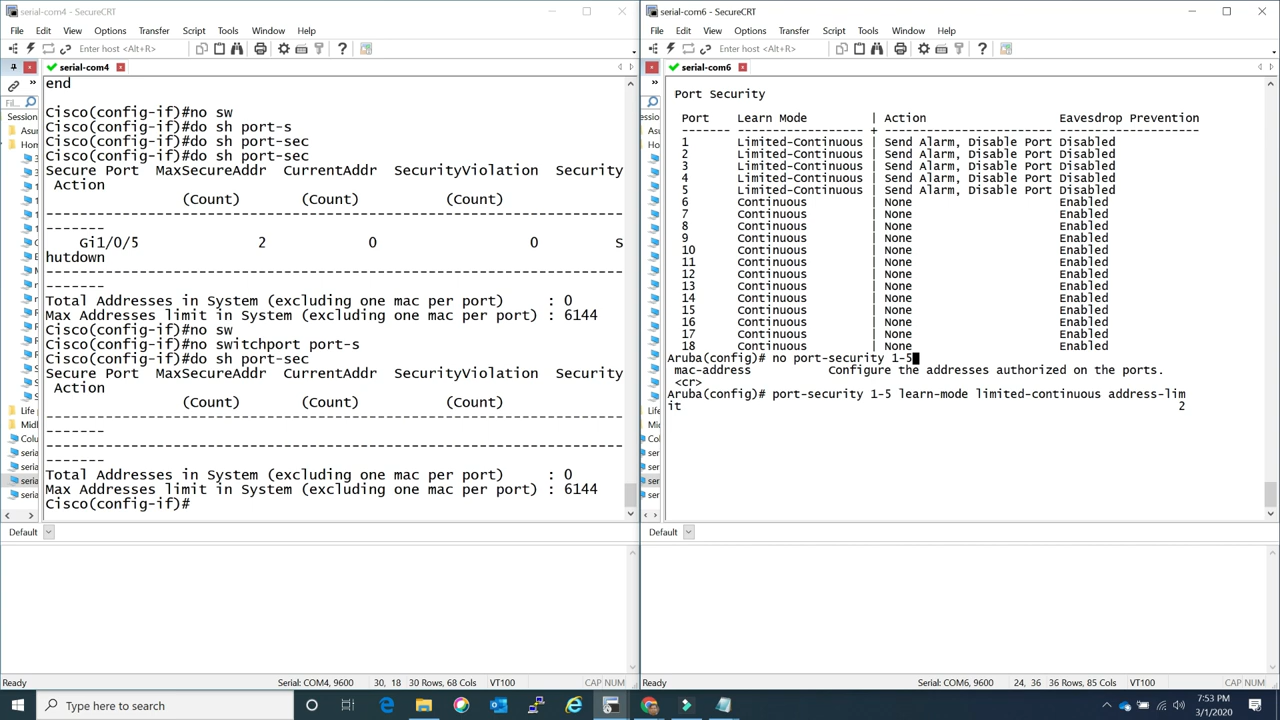 serial-com4 - SecureCRT
File Edit View Options Transfer Script Tools Window Help
Enter host <Alt+R>
serial-com4
end
Cisco(config-if)#no sw
Cisco(config-if)#do sh port-s
Cisco(config-if)#do sh port-sec
Cisco(config-if)#do sh port-sec
Secure Port MaxSecureAddr CurrentAddr SecurityViolation Security
Action
(Count) (Count) (Count)
---------------------------------------------------------------------------
-------
Gi1/0/5 2 0 0 S
hutdown
---------------------------------------------------------------------------
-------
Total Addresses in System (excluding one mac per port) : 0
Max Addresses limit in System (excluding one mac per port) : 6144
Cisco(config-if)#no sw
Cisco(config-if)#no switchport port-s
Cisco(config-if)#do sh port-sec
Secure Port MaxSecureAddr CurrentAddr SecurityViolation Security
Action
(Count) (Count) (Count)
---------------------------------------------------------------------------
-------
---------------------------------------------------------------------------
-------
Total Addresses in System (excluding one mac per port) : 0
Max Addresses limit in System (excluding one mac per port) : 6144
Cisco(config-if)#
Fil...
Sessi
Asu
Hom
Life
Midl
Colu
seria
seria
seria
seria
Default
Ready
Serial: COM4, 9600 30, 18 30 Rows, 68 Cols VT100 CAP NUM
serial-com6 - SecureCRT
File Edit View Options Transfer Script Tools Window Help
Enter host <Alt+R>
serial-com6
Port Security
Port Learn Mode | Action Eavesdrop Prevention
------- ------------------ + ------------------------ --------------------
1 Limited-Continuous | Send Alarm, Disable Port Disabled
2 Limited-Continuous | Send Alarm, Disable Port Disabled
3 Limited-Continuous | Send Alarm, Disable Port Disabled
4 Limited-Continuous | Send Alarm, Disable Port Disabled
5 Limited-Continuous | Send Alarm, Disable Port Disabled
6 Continuous | None Enabled
7 Continuous | None Enabled
8 Continuous | None Enabled
9 Continuous | None Enabled
10 Continuous | None Enabled
11 Continuous | None Enabled
12 Continuous | None Enabled
13 Continuous | None Enabled
14 Continuous | None Enabled
15 Continuous | None Enabled
16 Continuous | None Enabled
17 Continuous | None Enabled
18 Continuous | None Enabled
Aruba(config)# no port-security 1-5
mac-address Configure the addresses authorized on the ports.
<cr>
Aruba(config)# port-security 1-5 learn-mode limited-continuous address-lim
it 2
Default
Ready
Serial: COM6, 9600 24, 36 36 Rows, 85 Cols VT100 CAP NUM
Type here to search
7:53 PM
3/1/2020